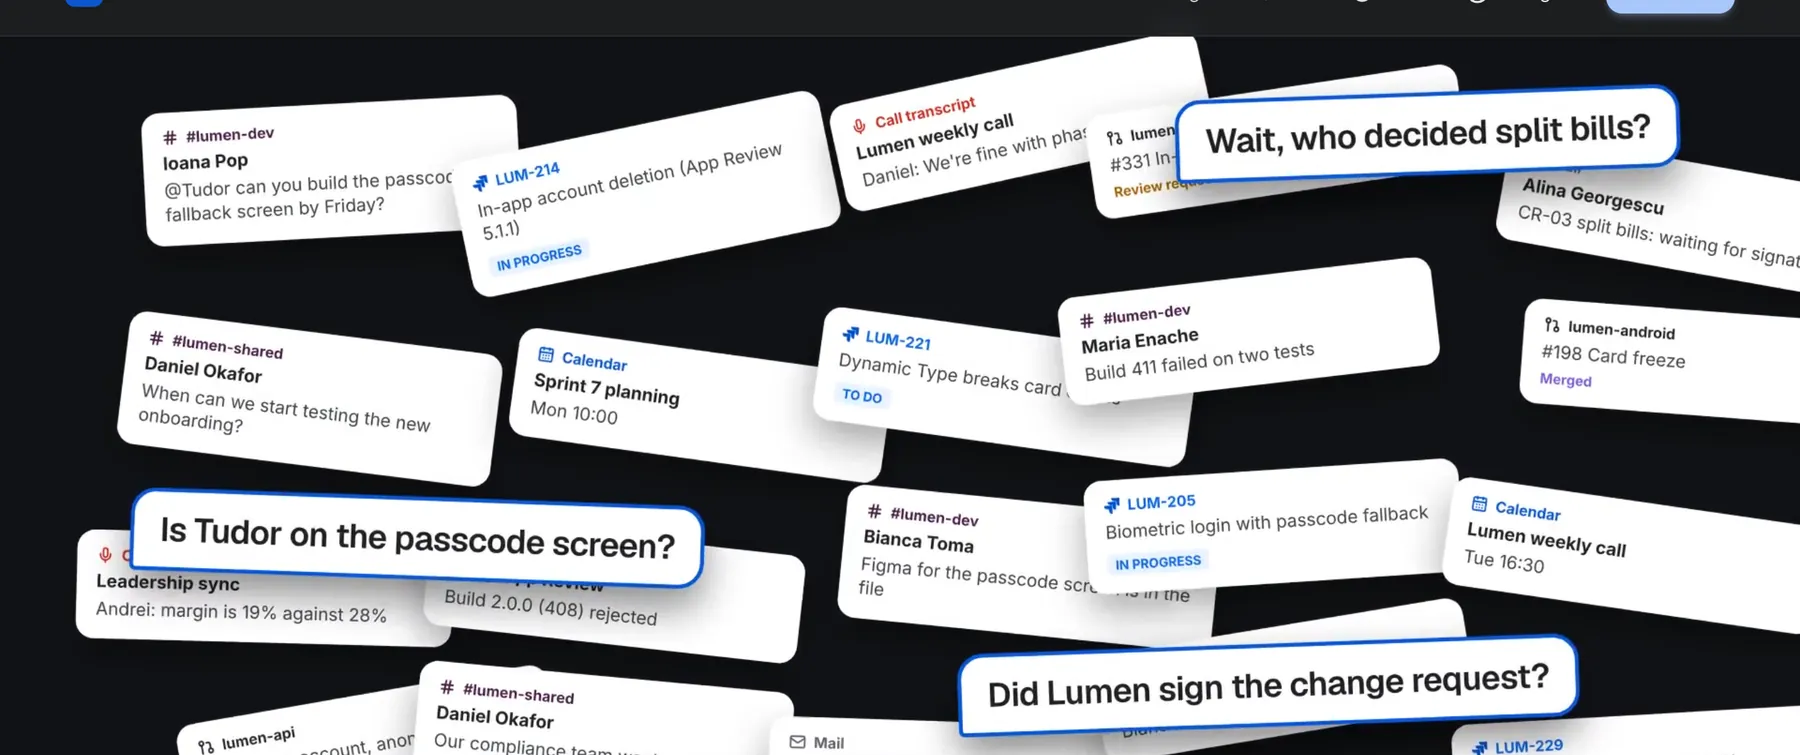 #lumen-dev
Ioana Pop
@Tudor can you build the
fallback screen by Friday?
LUM-214
In-app account deletion (App Review
5.1.1)
IN PROGRESS
Call transcript
Lumen weekly call
Daniel: We're fine with
#331
Review
Wait, who decided split bills?
Alina Georgescu
CR-03 split bills: waiting for
#lumen-shared
Daniel Okafor
When can we start testing the new
onboarding?
Calendar
Sprint 7 planning
Mon 10:00
LUM-221
Dynamic Type breaks card
TO DO
#lumen-dev
Maria Enache
Build 411 failed on two tests
lumen-android
#198 Card freeze
Merged
Is Tudor on the passcode screen?
Leadership sync
Andrei: margin is 19% against 28%
Build 2.0.0 (408) rejected
#lumen-dev
Bianca Toma
Figma for the passcode is in the
file
LUM-205
Biometric login with passcode fallback
IN PROGRESS
Calendar
Lumen weekly call
Tue 16:30
Did Lumen sign the change request?
lumen-api
#lumen-shared
Daniel Okafor
Our compliance team
Mail
LUM-229